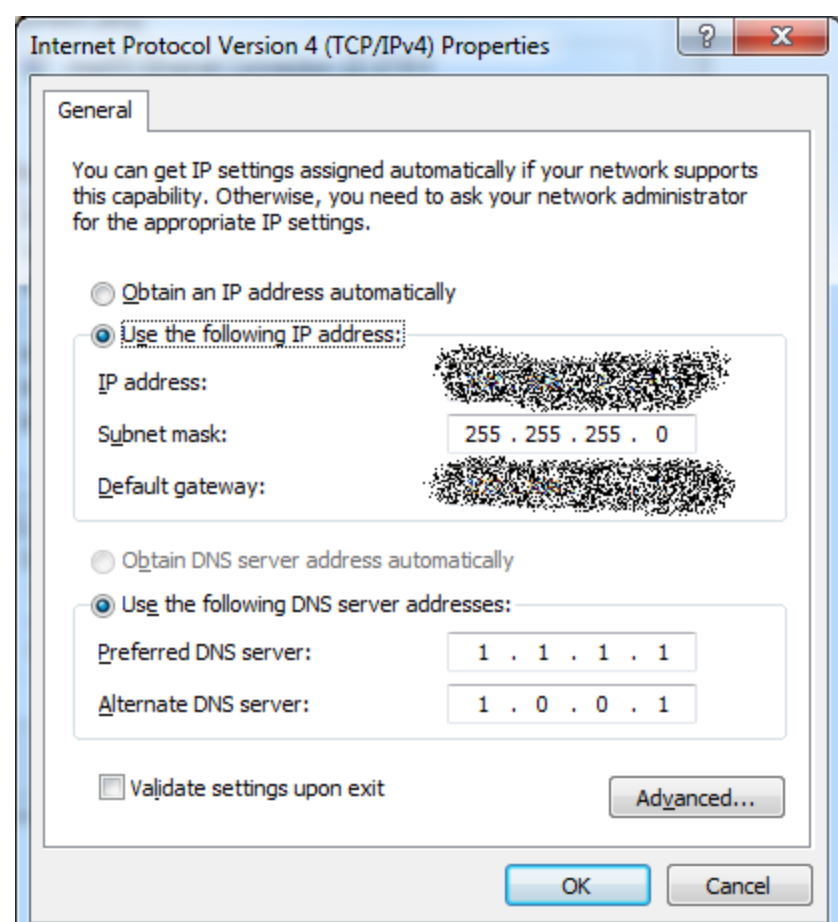 Internet Protocol Version 4 (TCP/IPv4) Properties
General
You can get IP settings assigned automatically if your network supports
this capability. Otherwise, you need to ask your network administrator
for the appropriate IP settings.
Obtain an IP address automatically
Use the following IP address:
IP address:
Subnet mask: 255 . 255 . 255 . 0
Default gateway:
Obtain DNS server address automatically
Use the following DNS server addresses:
Preferred DNS server: 1 . 1 . 1 . 1
Alternate DNS server: 1 . 0 . 0 . 1
Validate settings upon exit
Advanced...
OK Cancel